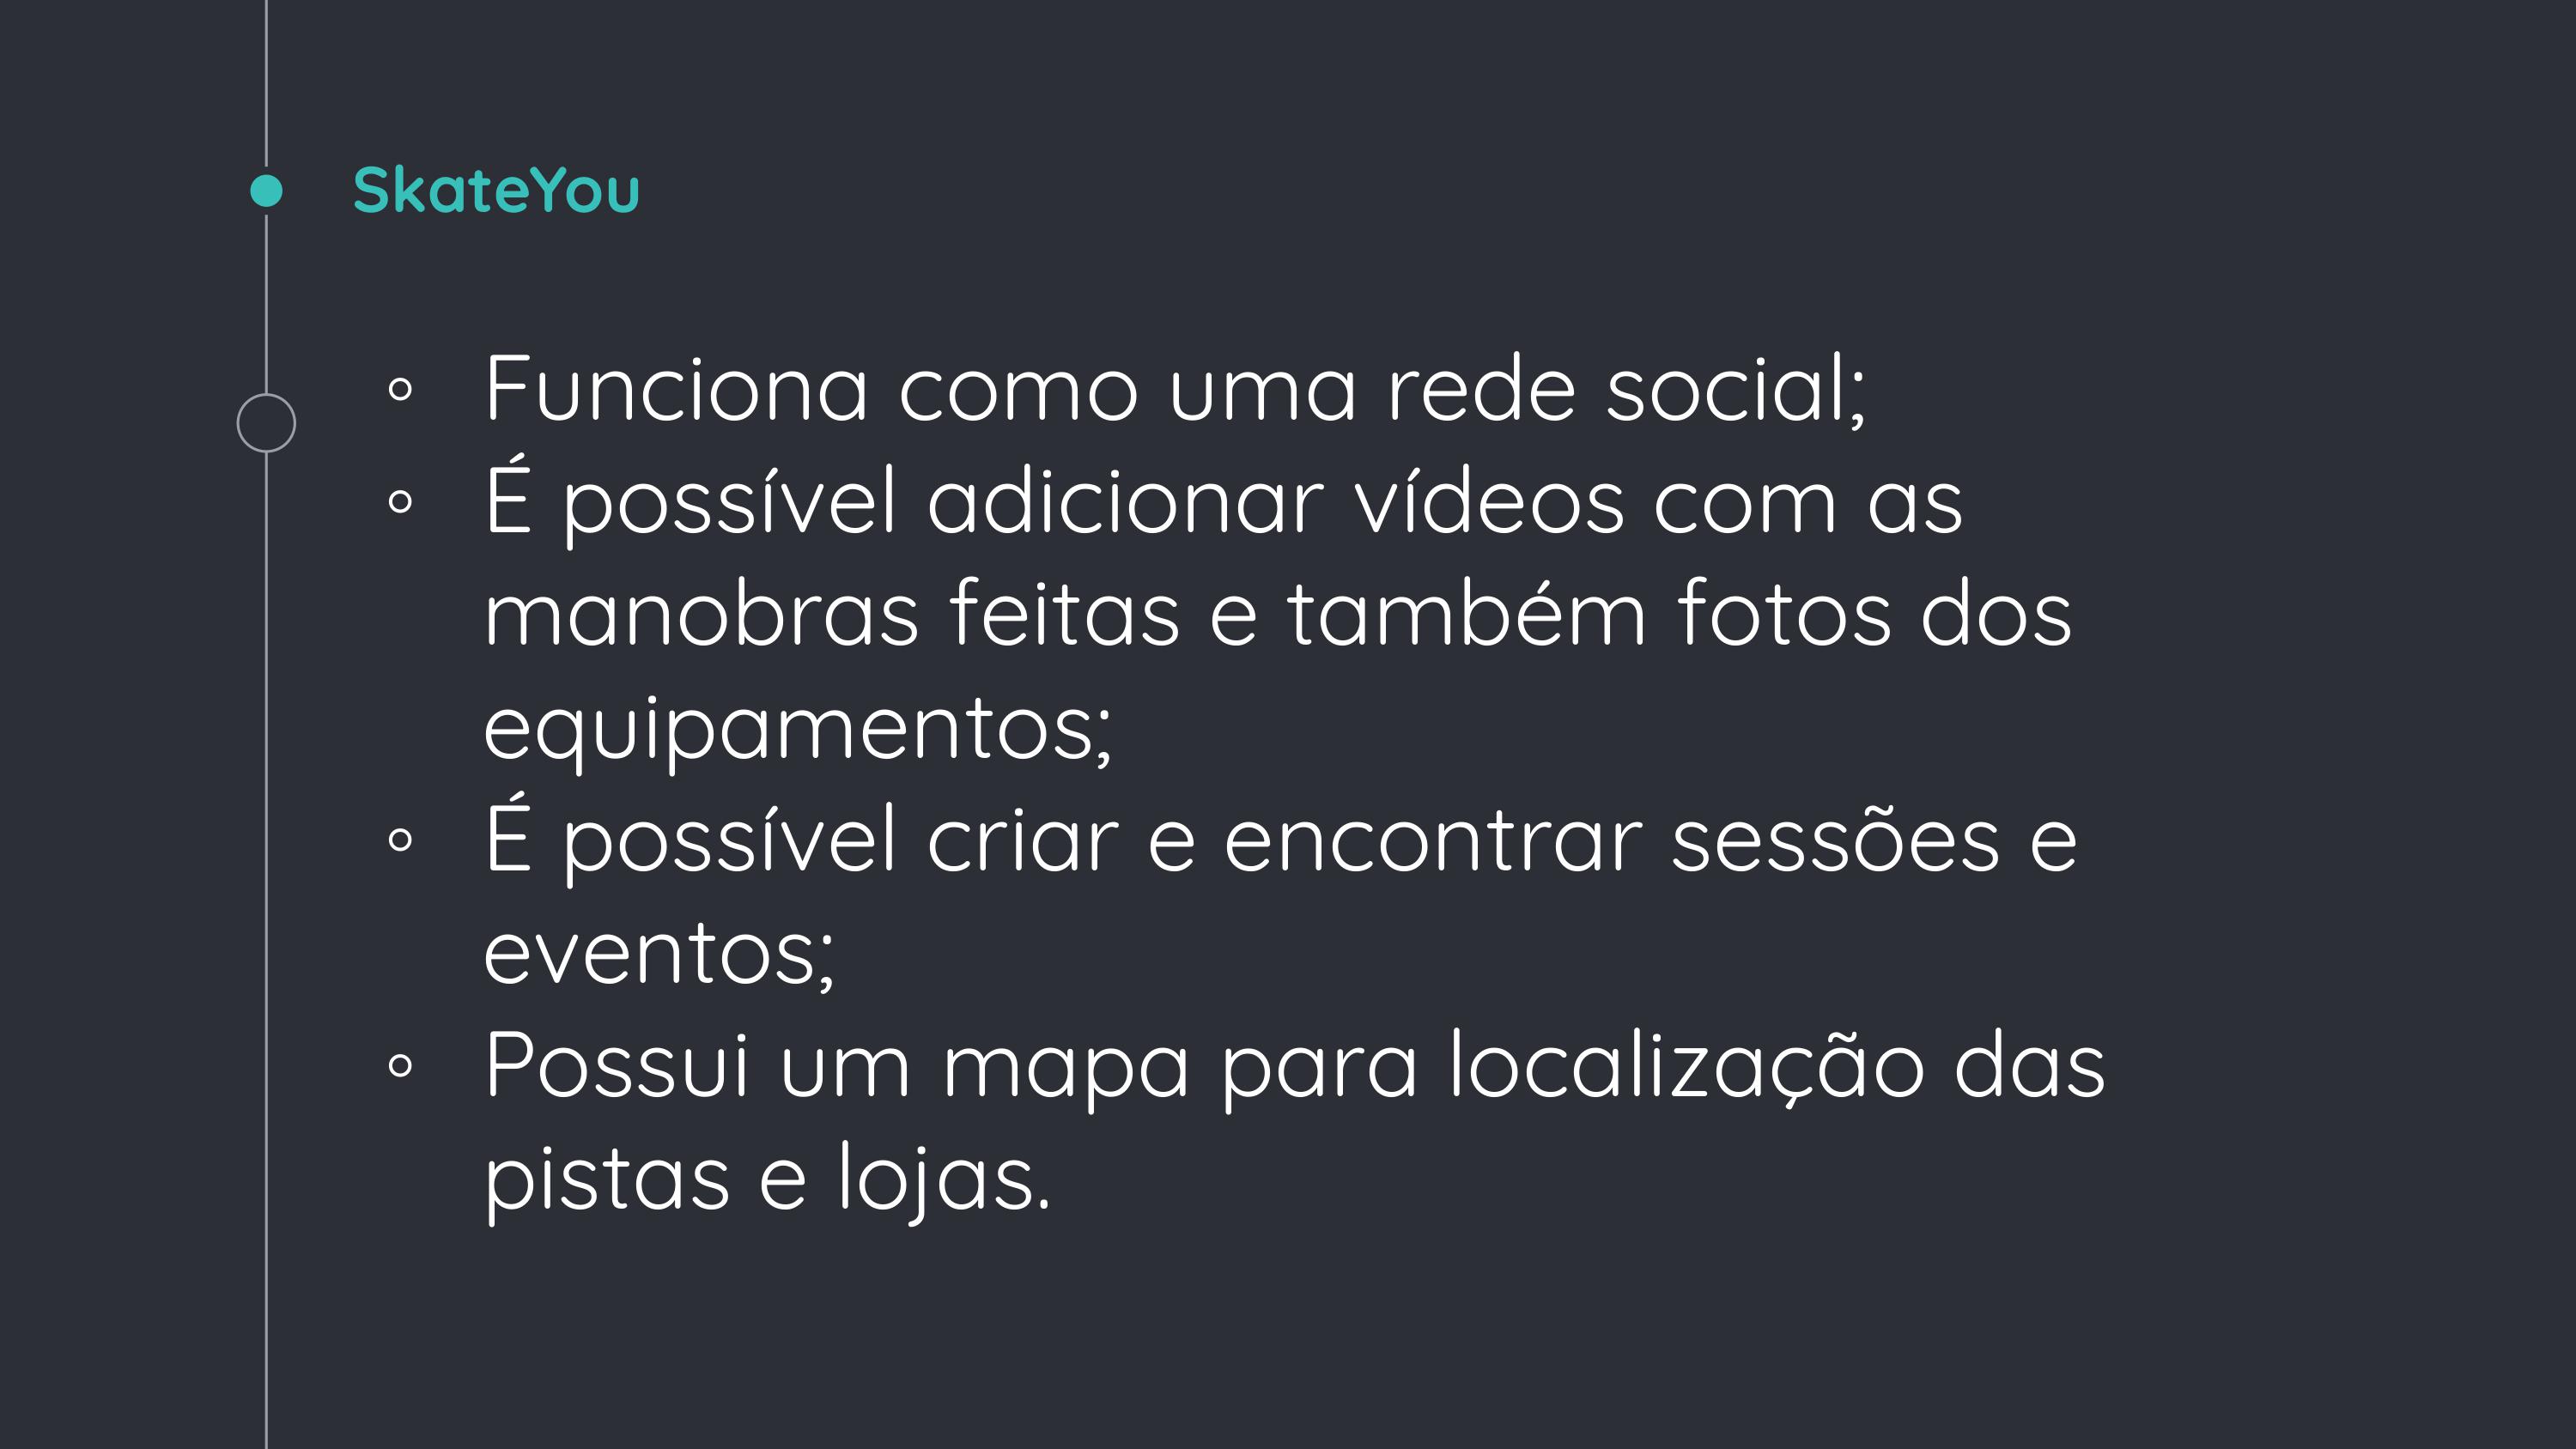 SkateYou
Funciona como uma rede social;
É possível adicionar vídeos com as
manobras feitas e também fotos dos
equipamentos;
É possível criar e encontrar sessões e
eventos;
Possui um mapa para localização das
pistas e lojas.